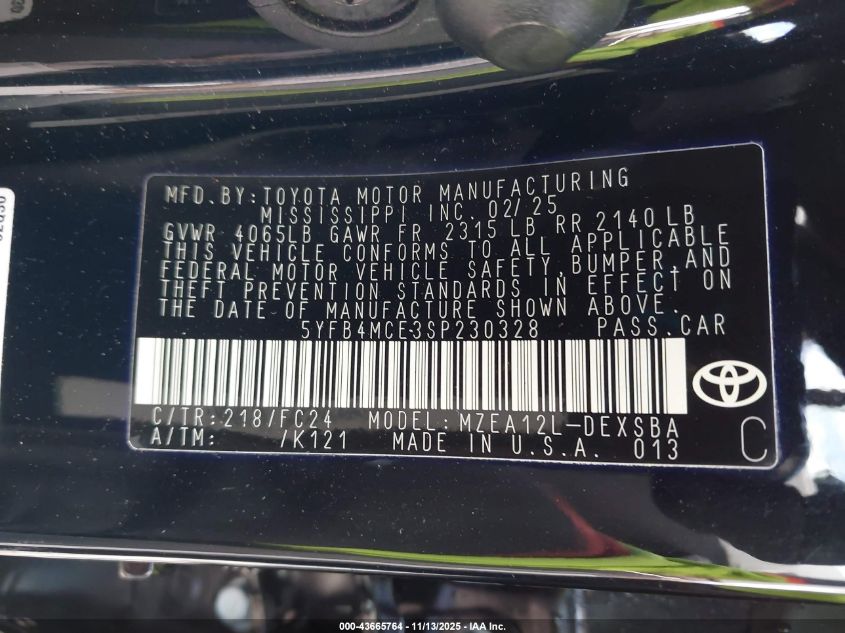 MFD. BY: TOYOTA MOTOR MANUFACTURING
MISSISSIPPI INC. 02/25
GVWR 4065LB GAWR FR 2315 LB RR 2140 LB
THIS VEHICLE CONFORMS TO ALL APPLICABLE
FEDERAL MOTOR VEHICLE SAFETY, BUMPER, AND
THEFT PREVENTION STANDARDS IN EFFECT ON
THE DATE OF MANUFACTURE SHOWN ABOVE.
5YFB4MCE3SP230328 PASS. CAR
C/TR: 218/FC24 MODEL: MZEA12L-DEXSBA
A/TM: /K121 MADE IN U.S.A. 013
C
000-43665764 - 11/13/2025 - IAA Inc.